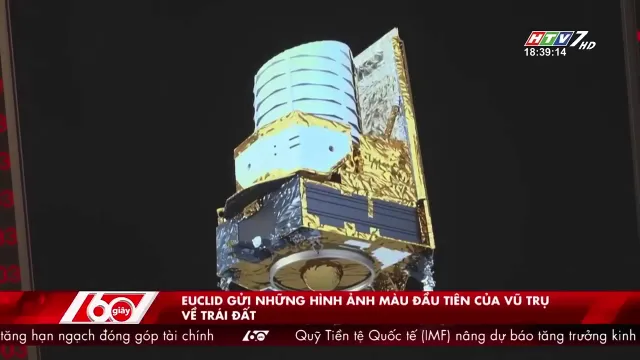 HTV7 HD
18:39:14
60 giây
EUCLID GỬI NHỮNG HÌNH ẢNH MÀU ĐẦU TIÊN CỦA VŨ TRỤ
VỀ TRÁI ĐẤT
tăng hạn ngạch đóng góp tài chính
Quỹ Tiền tệ Quốc tế (IMF) nâng dự báo tăng trưởng kinh